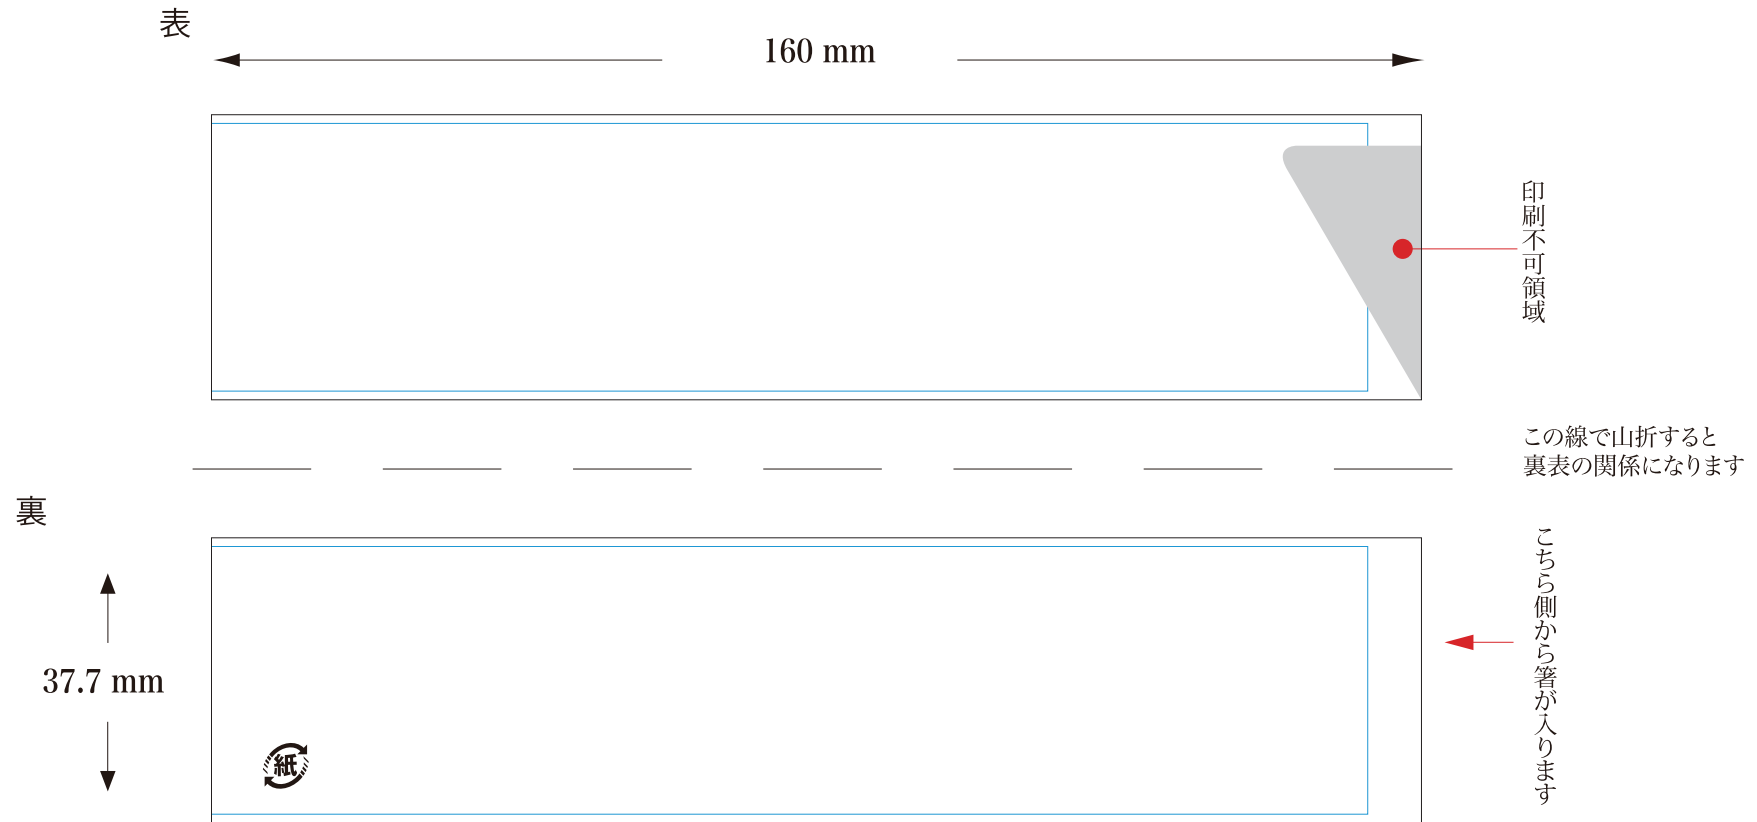 表
160 mm
印刷不可領域
この線で山折すると
裏表の関係になります
裏
37.7 mm
こちら側から箸が入ります
紙